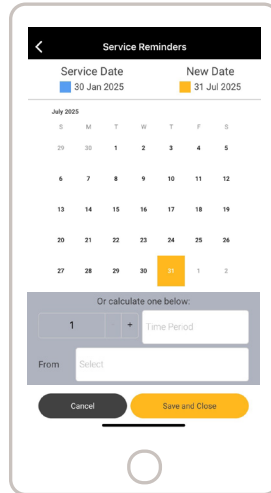 Service Reminders
Service Date New Date
30 Jan 2025 31 Jul 2025
July 2025
S M T W T F S
29 30 1 2 3 4 5
6 7 8 9 10 11 12
13 14 15 16 17 18 19
20 21 22 23 24 25 26
27 28 29 30 31 1 2
Or calculate one below:
1 - + Time Period
From Select
Cancel Save and Close